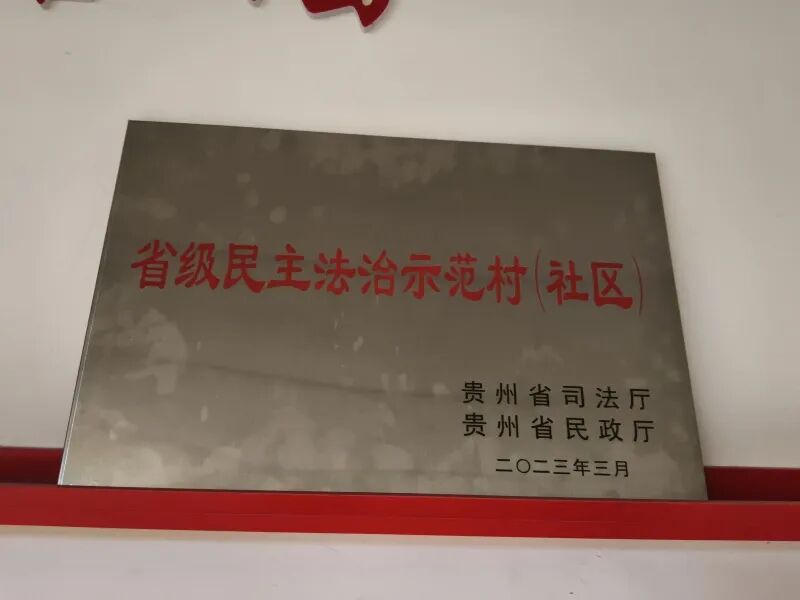 省级民主法治示范村(社区)
贵州省司法厅
贵州省民政厅
二〇二三年三月